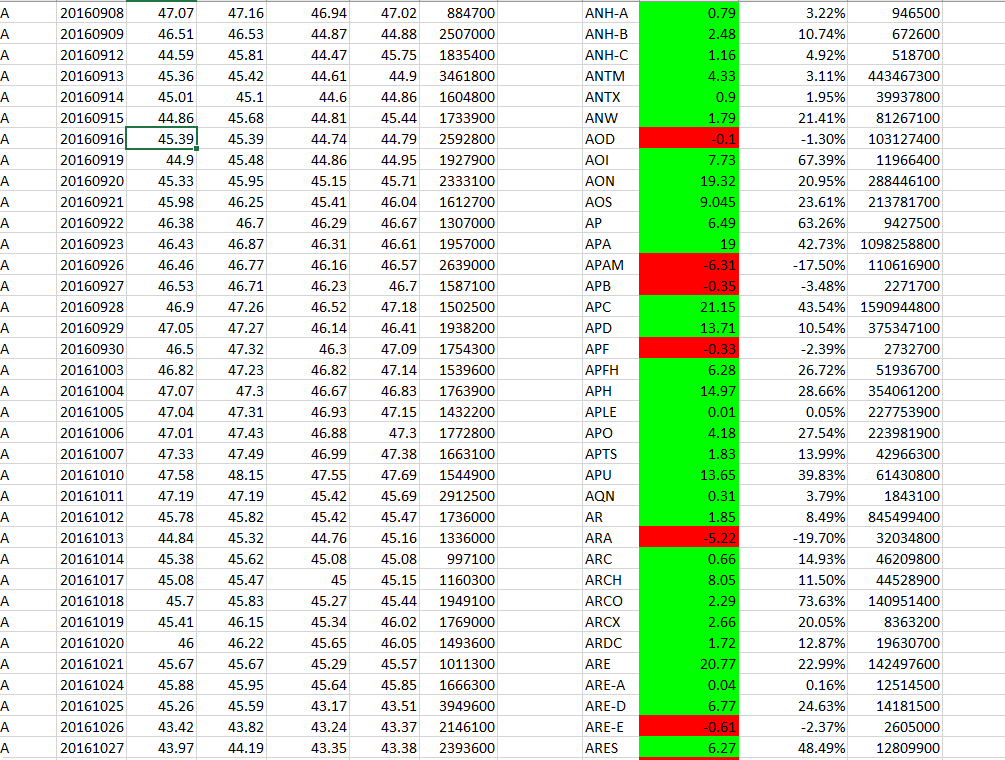 A 20160908 47.07 47.16 46.94 47.02 884700 ANH-A 0.79 3.22% 946500
A 20160909 46.51 46.53 44.87 44.88 2507000 ANH-B 2.48 10.74% 672600
A 20160912 44.59 45.81 44.47 45.75 1835400 ANH-C 1.16 4.92% 518700
A 20160913 45.36 45.42 44.61 44.9 3461800 ANTM 4.33 3.11% 443467300
A 20160914 45.01 45.1 44.6 44.86 1604800 ANTX 0.9 1.95% 39937800
A 20160915 44.86 45.68 44.81 45.44 1733900 ANW 1.79 21.41% 81267100
A 20160916 45.39 45.39 44.74 44.79 2592800 AOD -0.1 -1.30% 103127400
A 20160919 44.9 45.48 44.86 44.95 1927900 AOI 7.73 67.39% 11966400
A 20160920 45.33 45.95 45.15 45.71 2333100 AON 19.32 20.95% 288446100
A 20160921 45.98 46.25 45.41 46.04 1612700 AOS 9.045 23.61% 213781700
A 20160922 46.38 46.7 46.29 46.67 1307000 AP 6.49 63.26% 9427500
A 20160923 46.43 46.87 46.31 46.61 1957000 APA 19 42.73% 1098258800
A 20160926 46.46 46.77 46.16 46.57 2639000 APAM -6.31 -17.50% 110616900
A 20160927 46.53 46.71 46.23 46.7 1587100 APB -0.35 -3.48% 2271700
A 20160928 46.9 47.26 46.52 47.18 1502500 APC 21.15 43.54% 1590944800
A 20160929 47.05 47.27 46.14 46.41 1938200 APD 13.71 10.54% 375347100
A 20160930 46.5 47.32 46.3 47.09 1754300 APF -0.33 -2.39% 2732700
A 20161003 46.82 47.23 46.82 47.14 1539600 APFH 6.28 26.72% 51936700
A 20161004 47.07 47.3 46.67 46.83 1763900 APH 14.97 28.66% 354061200
A 20161005 47.04 47.31 46.93 47.15 1432200 APLE 0.01 0.05% 227753900
A 20161006 47.01 47.43 46.88 47.3 1772800 APO 4.18 27.54% 223981900
A 20161007 47.33 47.49 46.99 47.38 1663100 APTS 1.83 13.99% 42966300
A 20161010 47.58 48.15 47.55 47.69 1544900 APU 13.65 39.83% 61430800
A 20161011 47.19 47.19 45.42 45.69 2912500 AQN 0.31 3.79% 1843100
A 20161012 45.78 45.82 45.42 45.47 1736000 AR 1.85 8.49% 845499400
A 20161013 44.84 45.32 44.76 45.16 1336000 ARA -5.22 -19.70% 32034800
A 20161014 45.38 45.62 45.08 45.08 997100 ARC 0.66 14.93% 46209800
A 20161017 45.08 45.47 45 45.15 1160300 ARCH 8.05 11.50% 44528900
A 20161018 45.7 45.83 45.27 45.44 1949100 ARCO 2.29 73.63% 140951400
A 20161019 45.41 46.15 45.34 46.02 1769000 ARCX 2.66 20.05% 8363200
A 20161020 46 46.22 45.65 46.05 1493600 ARDC 1.72 12.87% 19630700
A 20161021 45.67 45.67 45.29 45.57 1011300 ARE 20.77 22.99% 142497600
A 20161024 45.88 45.95 45.64 45.85 1666300 ARE-A 0.04 0.16% 12514500
A 20161025 45.26 45.59 43.17 43.51 3949600 ARE-D 6.77 24.63% 14181500
A 20161026 43.42 43.82 43.24 43.37 2146100 ARE-E -0.61 -2.37% 2605000
A 20161027 43.97 44.19 43.35 43.38 2393600 ARES 6.27 48.49% 12809900